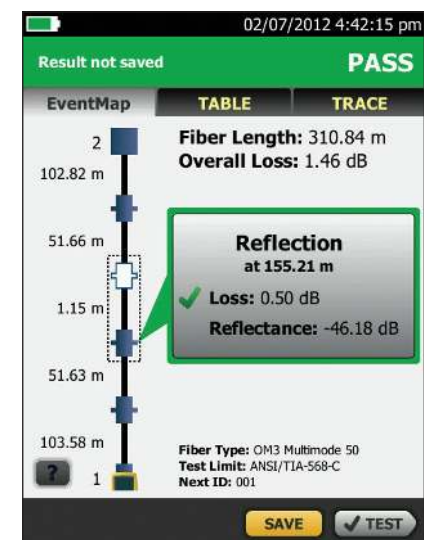 02/07/2012 4:42:15 pm
Result not saved PASS
EventMap TABLE TRACE
2
Fiber Length: 310.84 m
Overall Loss: 1.46 dB
102.82 m
51.66 m
Reflection
at 155.21 m
Loss: 0.50 dB
Reflectance: -46.18 dB
1.15 m
51.63 m
103.58 m
Fiber Type: OM3 Multimode 50
Test Limit: ANSI/TIA-568-C
Next ID: 001
? 1
SAVE TEST